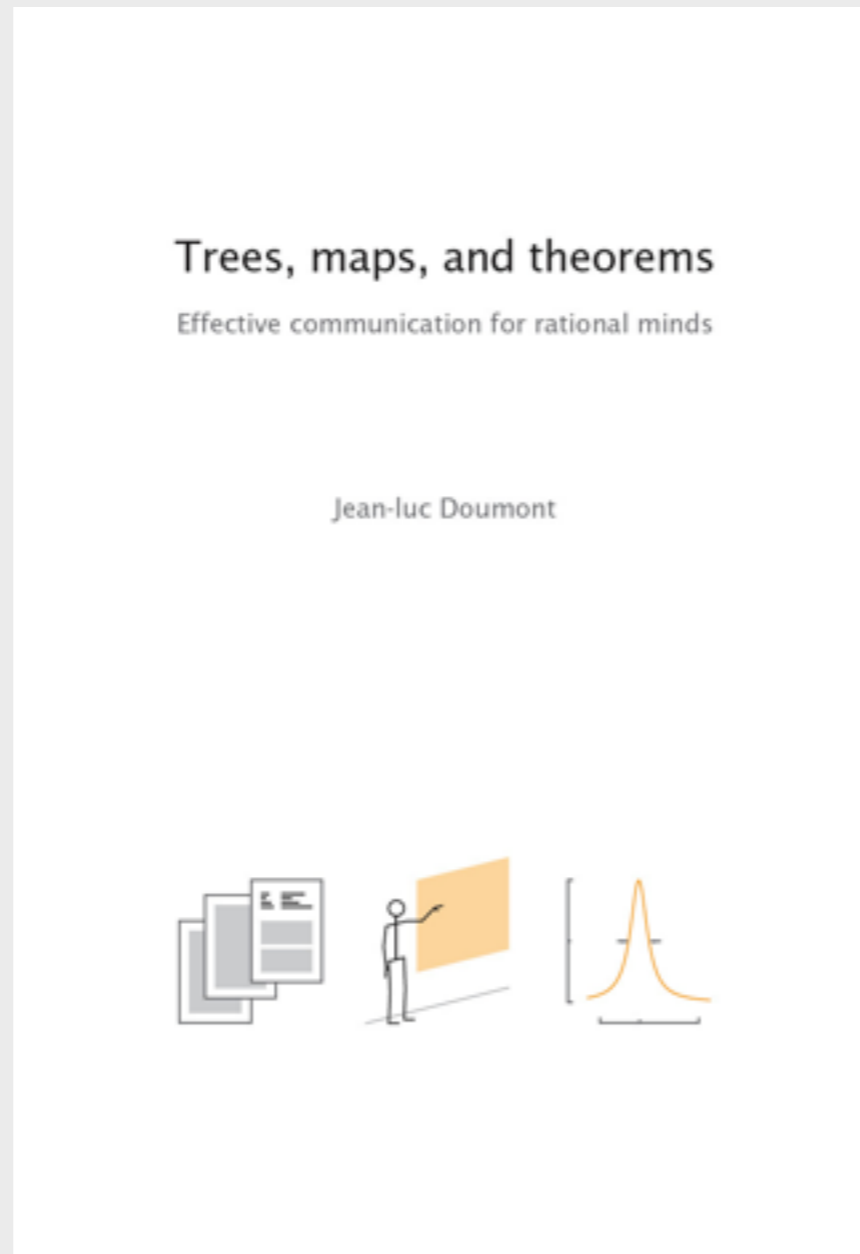 Trees, maps, and theorems
Effective communication for rational minds
Jean-luc Doumont